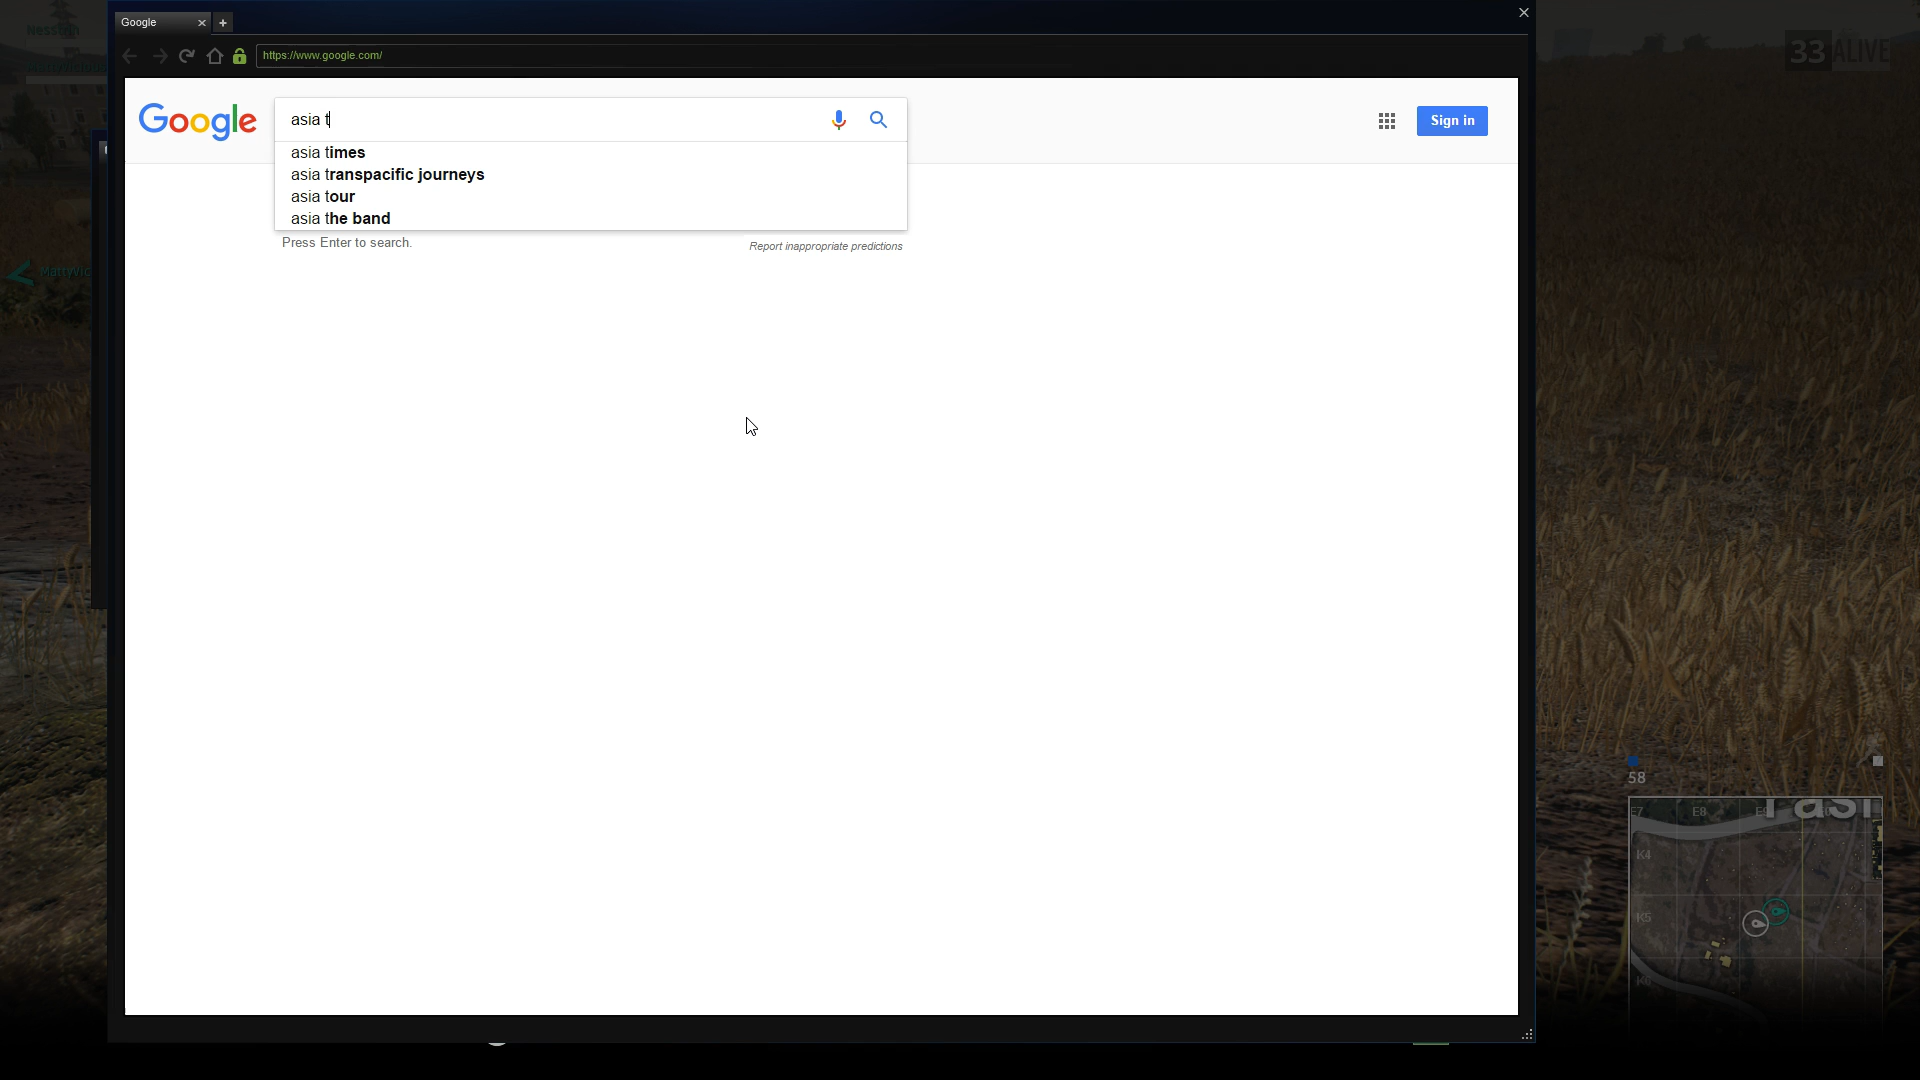 Google
https://www.google.com/
Google
asia t
Sign in
asia times
asia transpacific journeys
asia tour
asia the band
Press Enter to search.
Report inappropriate predictions
33 ALIVE
58
E7
E8
K4
K5